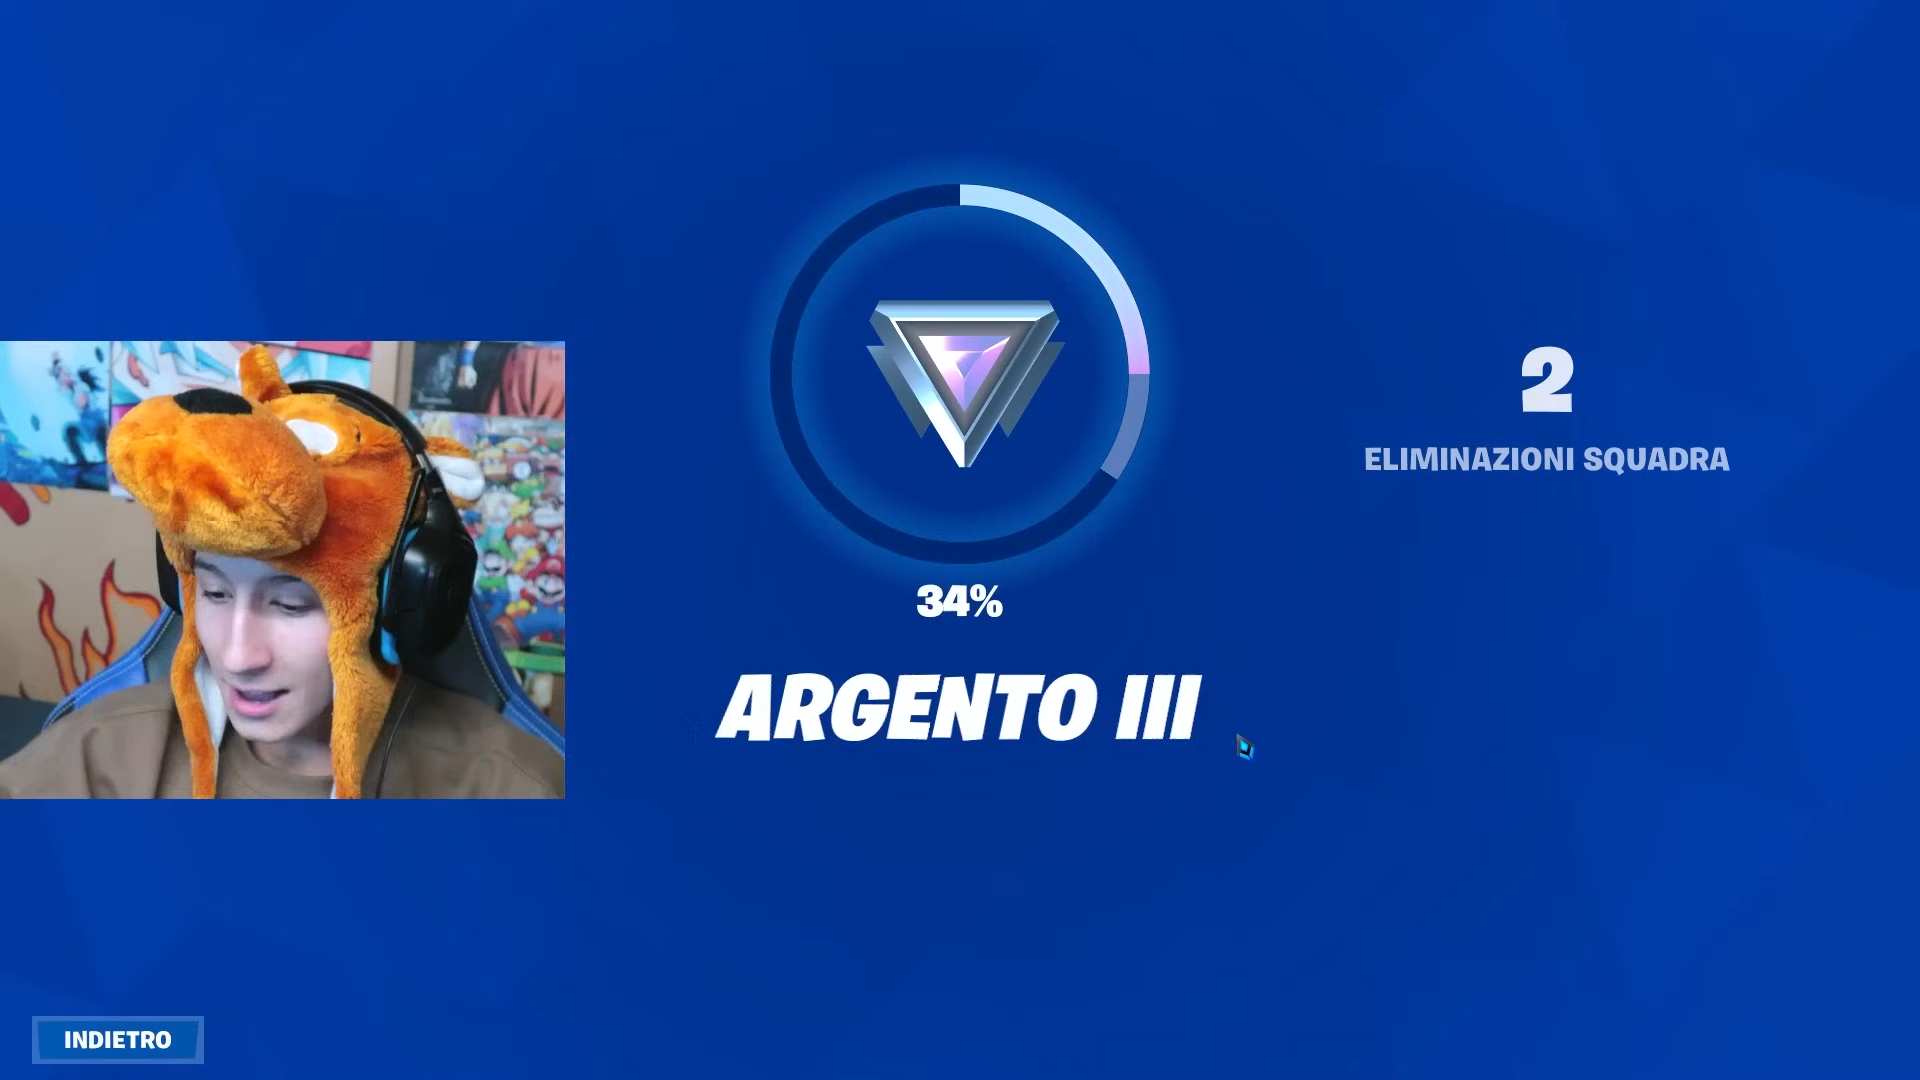 2
ELIMINAZIONI SQUADRA
34%
ARGENTO III
INDIETRO